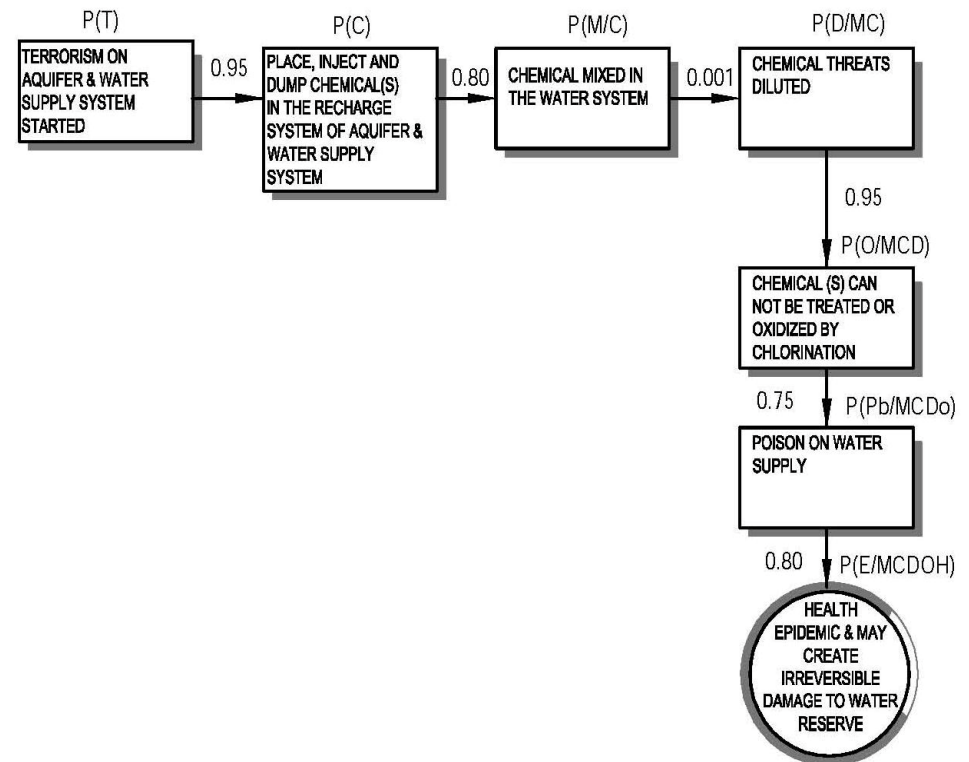 P(T)
P(C)
P(M/C)
P(D/MC)
TERRORISM ON
AQUIFER & WATER
SUPPLY SYSTEM
STARTED
0.95
PLACE, INJECT AND
DUMP CHEMICAL(S)
IN THE RECHARGE
SYSTEM OF AQUIFER &
WATER SUPPLY
SYSTEM
0.80
CHEMICAL MIXED IN
THE WATER SYSTEM
0.001
CHEMICAL THREATS
DILUTED
0.95
P(O/MCD)
CHEMICAL (S) CAN
NOT BE TREATED OR
OXIDIZED BY
CHLORINATION
0.75
P(Pb/MCDo)
POISON ON WATER
SUPPLY
0.80
P(E/MCDOH)
HEALTH
EPIDEMIC & MAY
CREATE
IRREVERSIBLE
DAMAGE TO WATER
RESERVE